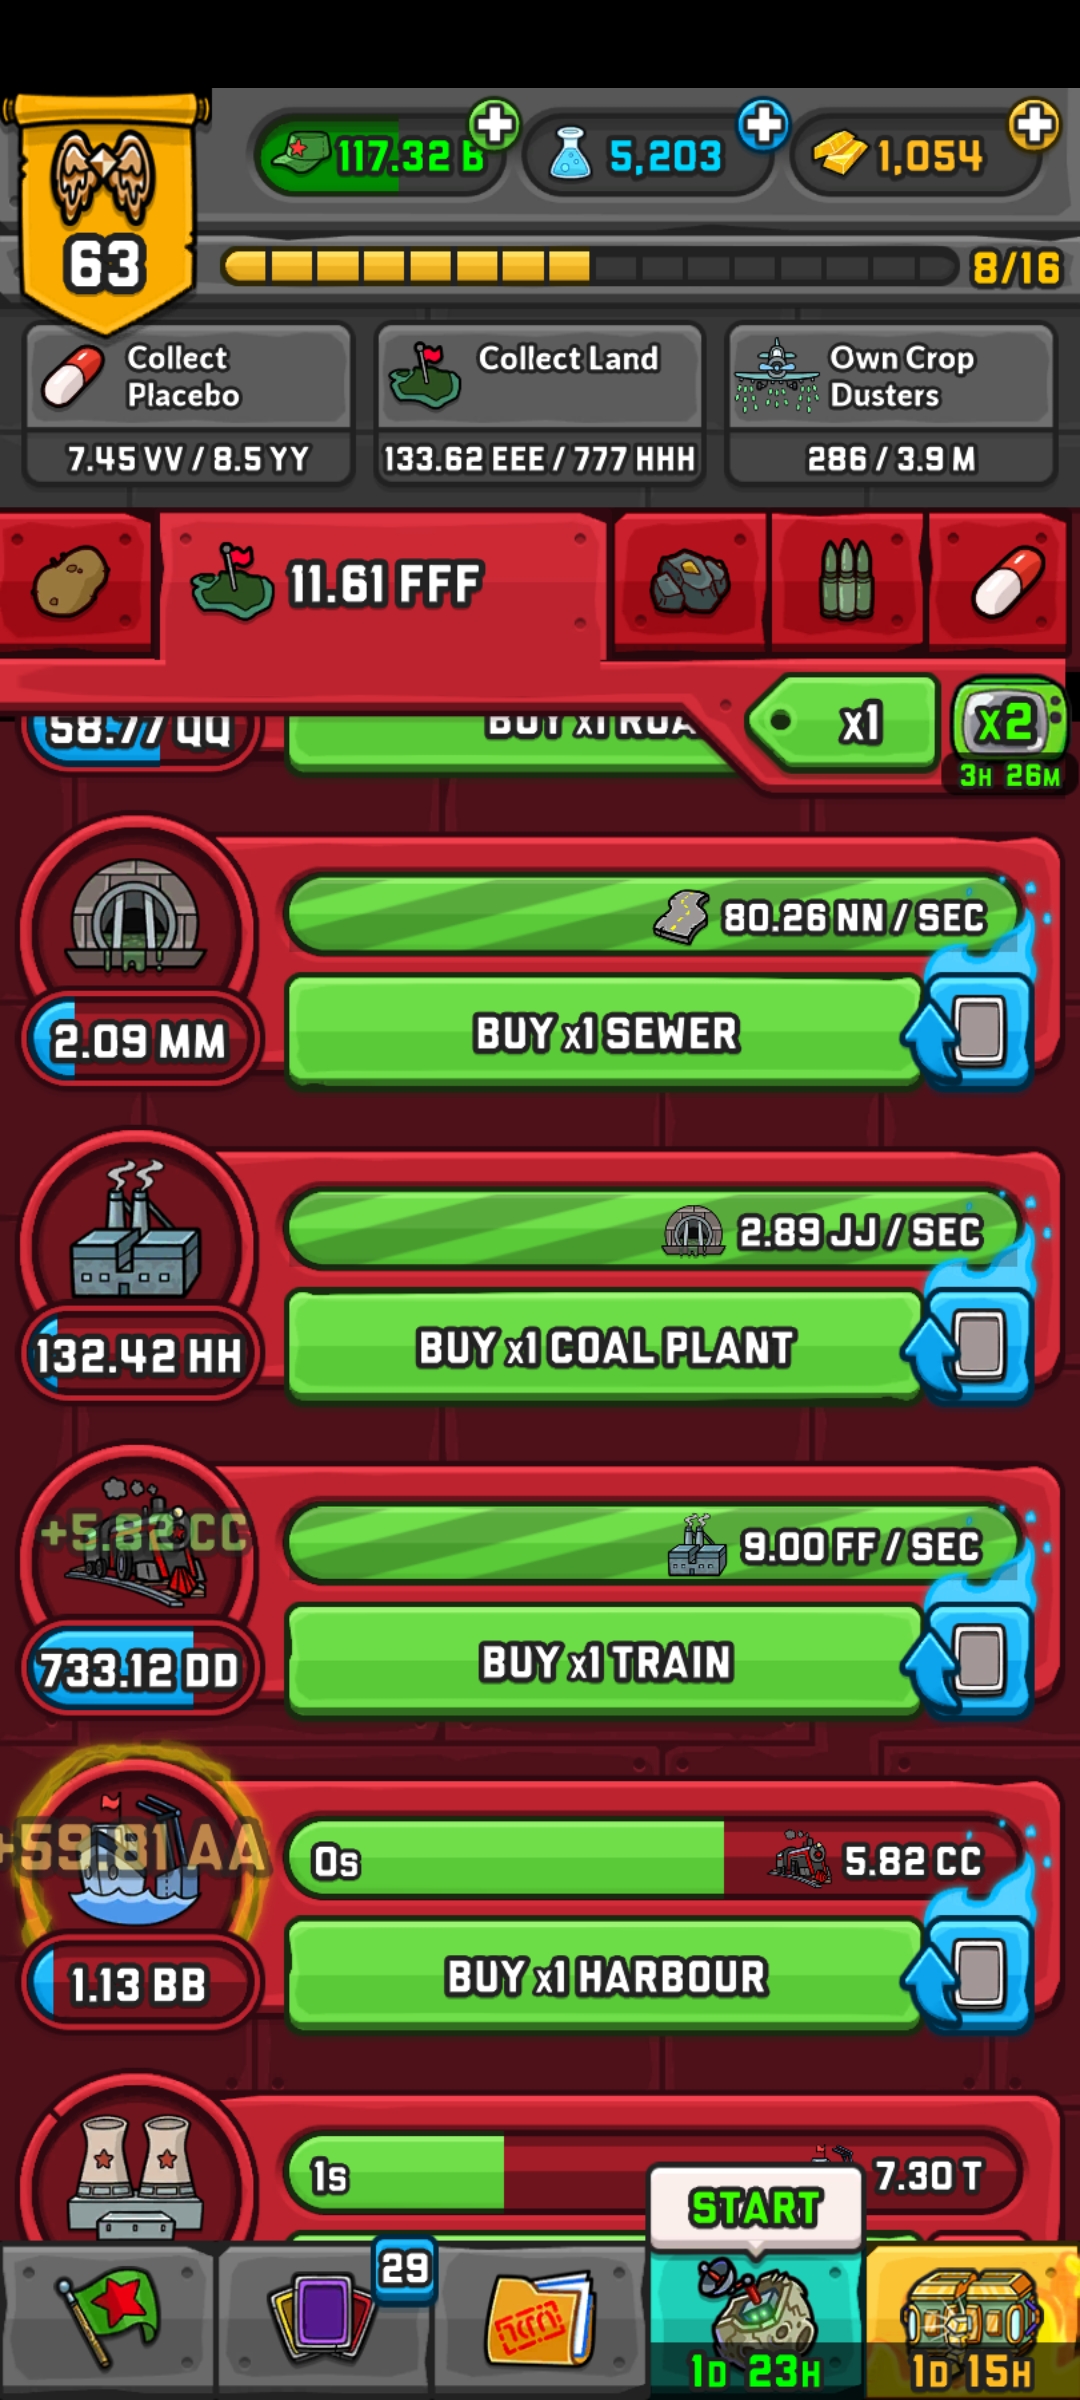 63
117.32 B
5,203
1,054
8/16
Collect
Placebo
7.45 VV / 8.5 YY
Collect Land
133.62 EEE / 777 HHH
Own Crop
Dusters
286 / 3.9 M
11.61 FFF
x1
x2
3H 26M
58.77 QQ
BUY x1 ROA
80.26 NN / SEC
BUY x1 SEWER
2.09 MM
2.89 JJ / SEC
BUY x1 COAL PLANT
132.42 HH
+5.82 CC
9.00 FF / SEC
BUY x1 TRAIN
733.12 DD
+59.81 AA
0s
5.82 CC
BUY x1 HARBOUR
1.13 BB
1s
7.30 T
START
29
1D 23H
1D 15H